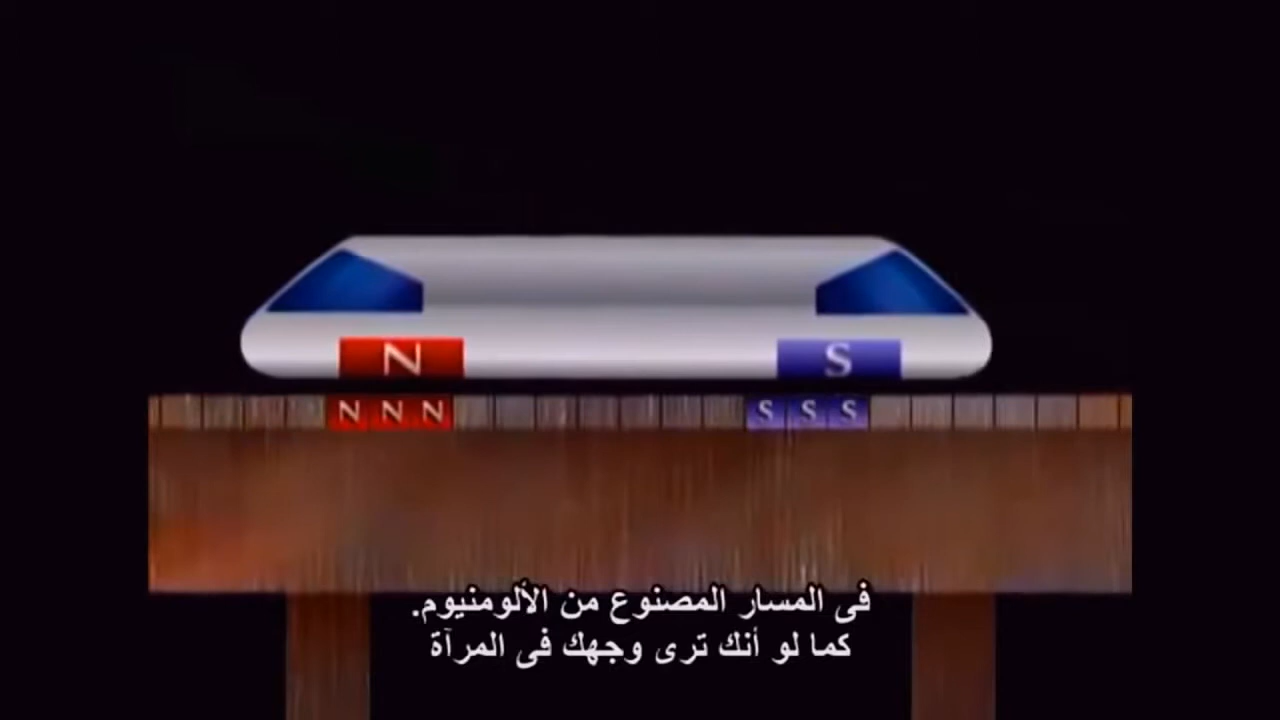 N S
N N N S S S
فى المسار المصنوع من الألومنيوم.
كما لو أنك ترى وجهك فى المرآة